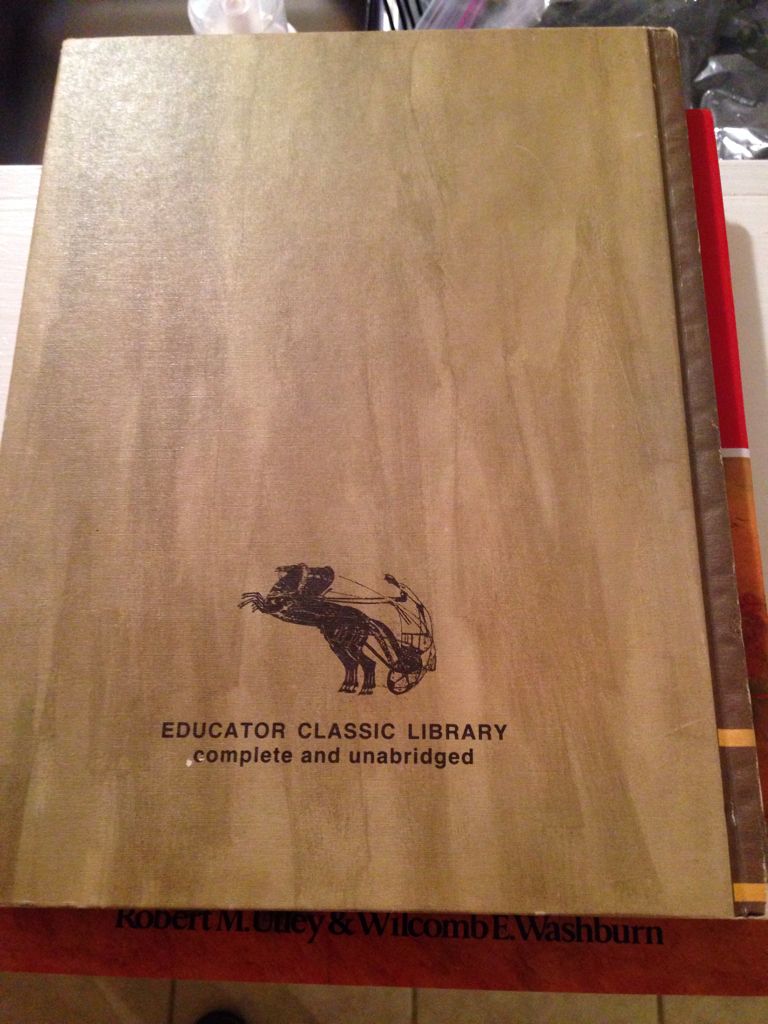 EDUCATOR CLASSIC LIBRARY
complete and unabridged
Robert M. Utley & Wilcomb E. Washburn